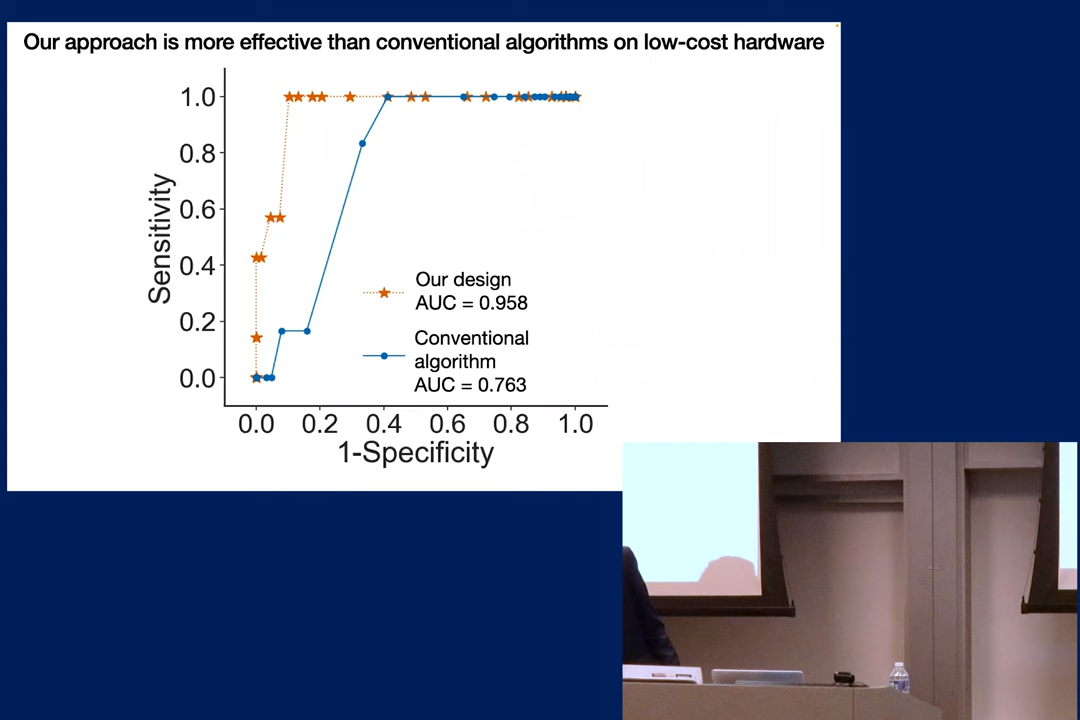 Our approach is more effective than conventional algorithms on low-cost hardware
1.0
0.8
0.6
0.4
0.2
0.0
Sensitivity
Our design
AUC = 0.958
Conventional
algorithm
AUC = 0.763
0.0 0.2 0.4 0.6 0.8 1.0
1-Specificity